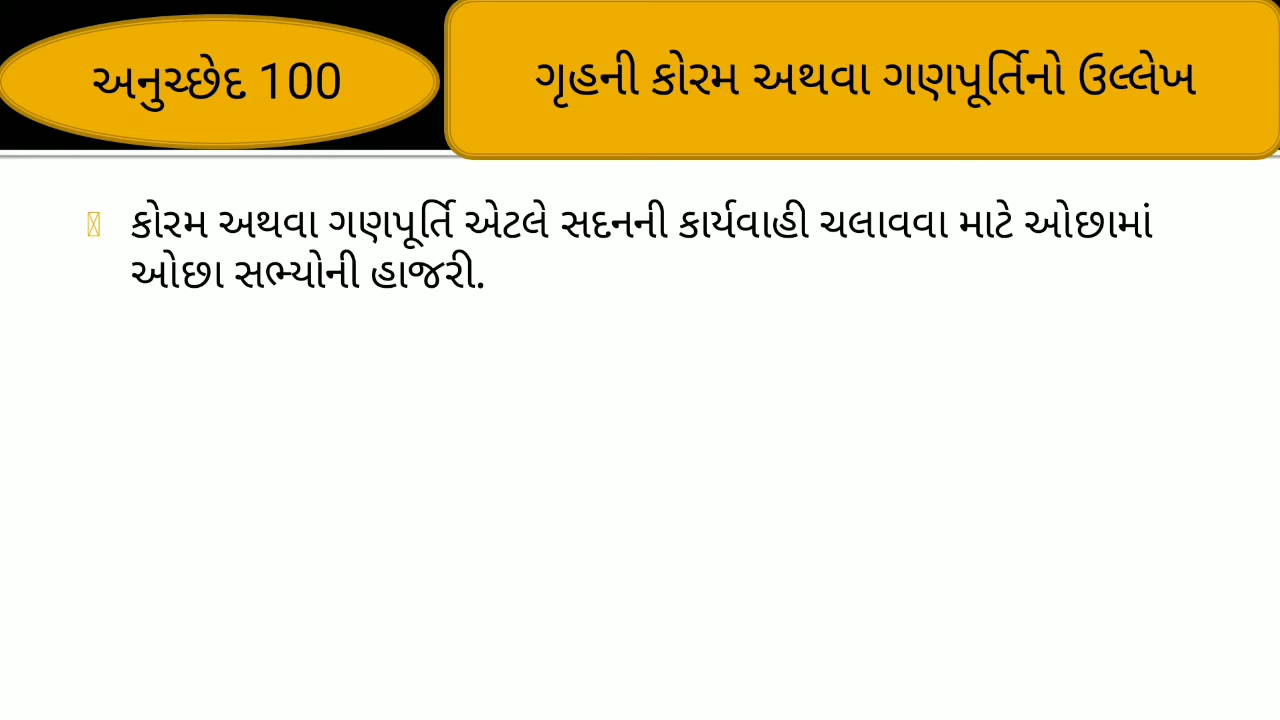 અનુચ્છેદ 100
ગૃહની કોરમ અથવા ગણપૂર્તિનો ઉલ્લેખ
કોરમ અથવા ગણપૂર્તિ એટલે સદનની કાર્યવાહી ચલાવવા માટે ઓછામાં
ઓછા સભ્યોની હાજરી.